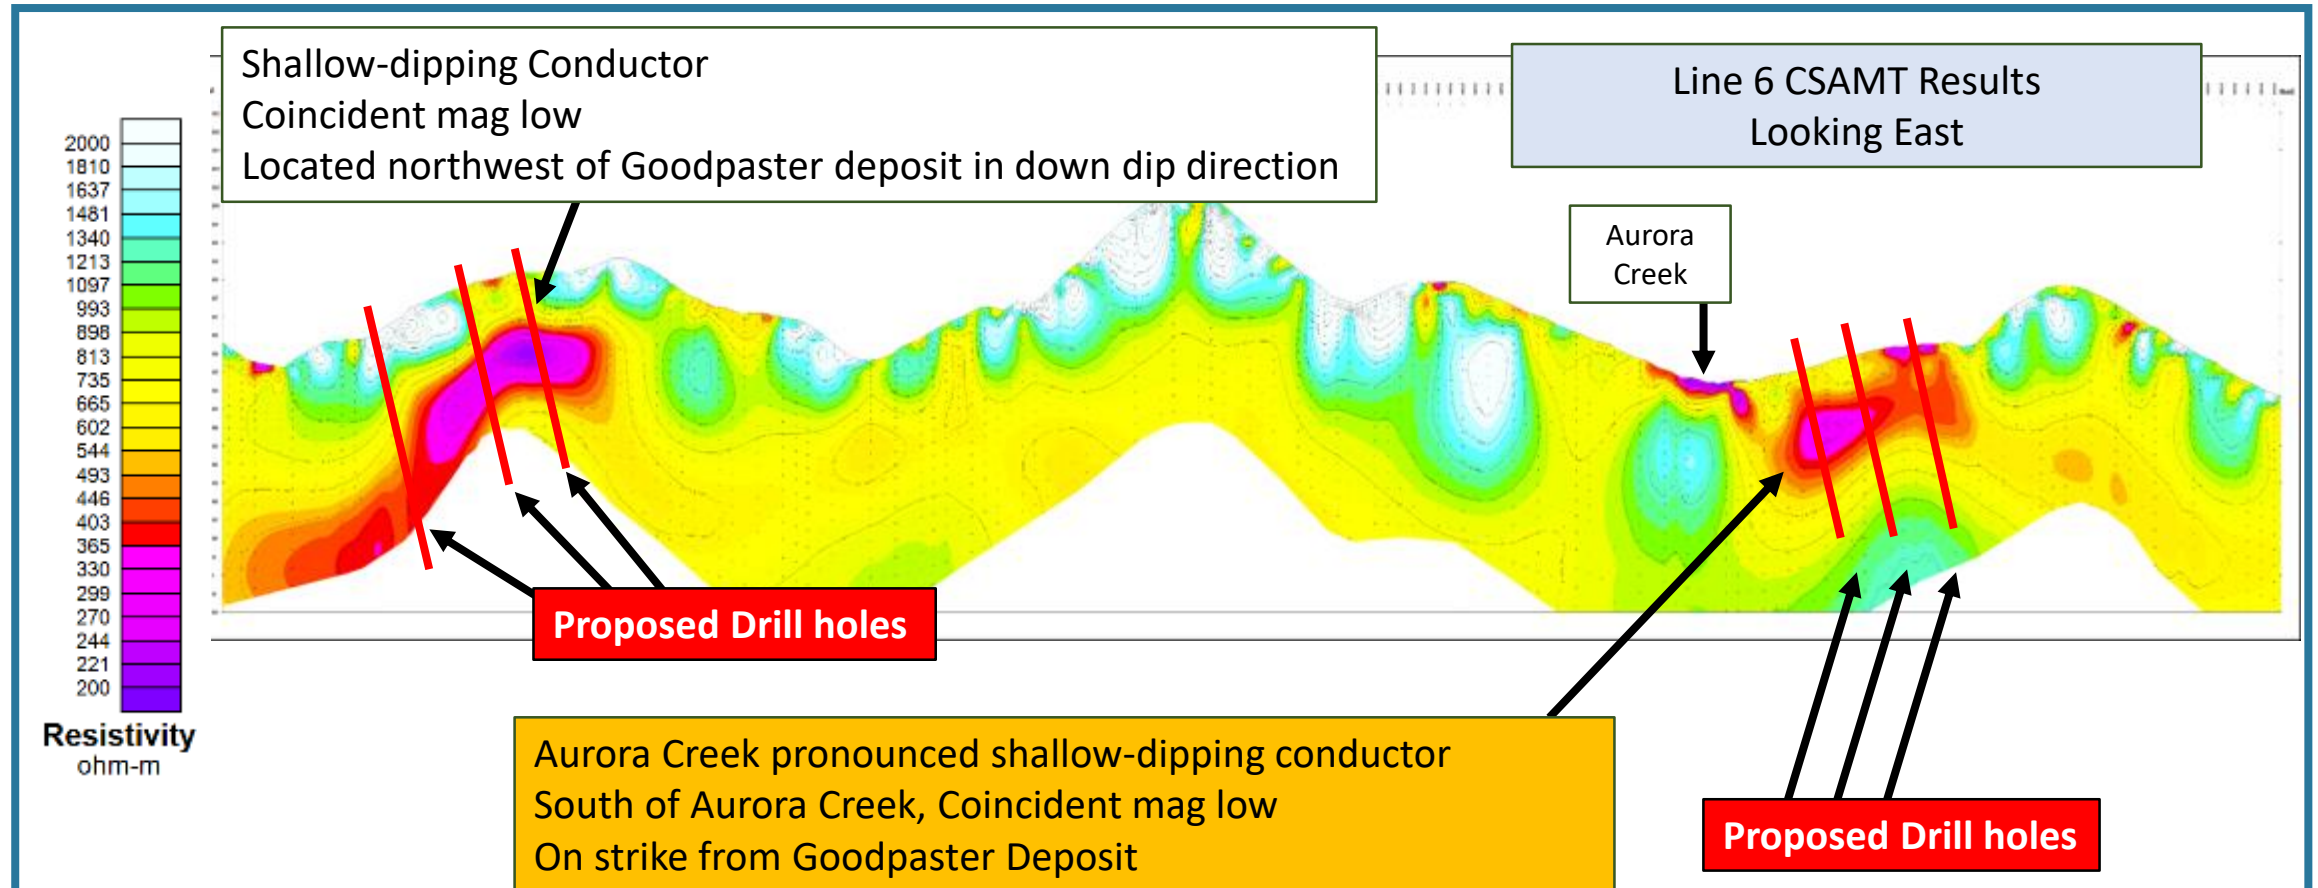 Shallow-dipping Conductor
Coincident mag low
Located northwest of Goodpaster deposit in down dip direction
Line 6 CSAMT Results
Looking East
Aurora
Creek
2000
1810
1637
1481
1340
1213
1097
993
898
813
735
665
602
544
493
446
403
365
330
299
270
244
221
200
Resistivity
ohm-m
Proposed Drill holes
Aurora Creek pronounced shallow-dipping conductor
South of Aurora Creek, Coincident mag low
On strike from Goodpaster Deposit
Proposed Drill holes